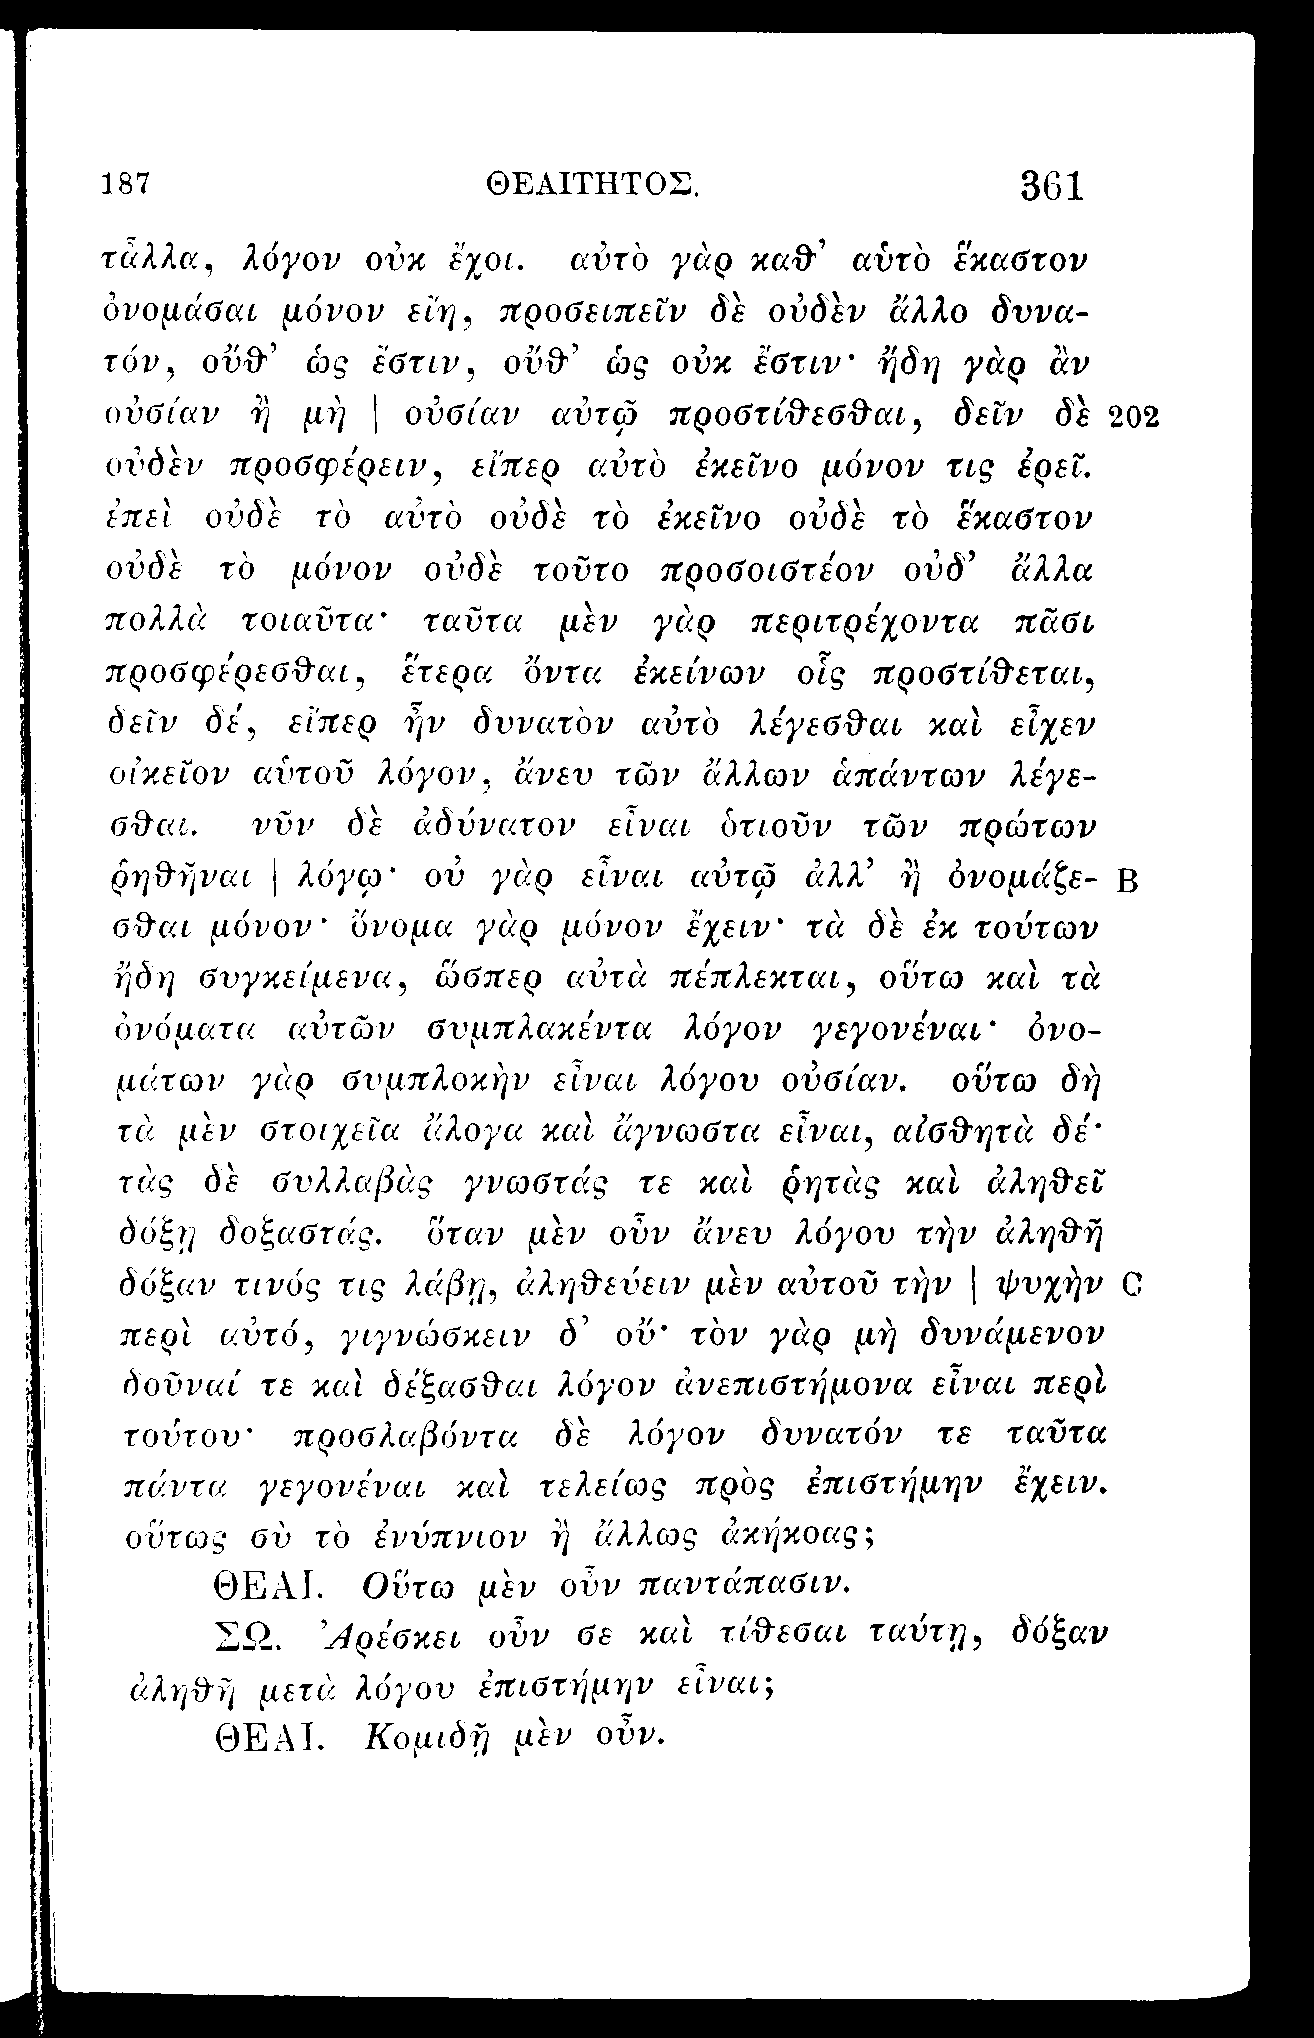 187 ΘΕΑΙΤΗΤΟΣ. 361
τἆλλα, λόγον οὐκ ἔχοι. αὐτὸ γὰρ καθ’ αὑτὸ ἕκαστον
ὀνομάσαι μόνον εἴη, προσειπεῖν δὲ οὐδὲν ἄλλο δυνα-
τόν, οὔθ’ ὡς ἔστιν, οὔθ’ ὡς οὐκ ἔστιν· ἤδη γὰρ ἂν
οὐσίαν ἢ μὴ | οὐσίαν αὐτῷ προστίθεσθαι, δεῖν δὲ 202
οὐδὲν προσφέρειν, εἴπερ αὐτὸ ἐκεῖνο μόνον τις ἐρεῖ.
ἐπεὶ οὐδὲ τὸ αὐτὸ οὐδὲ τὸ ἐκεῖνο οὐδὲ τὸ ἕκαστον
οὐδὲ τὸ μόνον οὐδὲ τοῦτο προσοιστέον οὐδ’ ἄλλα
πολλὰ τοιαῦτα· ταῦτα μὲν γὰρ περιτρέχοντα πᾶσι
προσφέρεσθαι, ἕτερα ὄντα ἐκείνων οἷς προστίθεται,
δεῖν δέ, εἴπερ ἦν δυνατὸν αὐτὸ λέγεσθαι καὶ εἶχεν
οἰκεῖον αὑτοῦ λόγον, ἄνευ τῶν ἄλλων ἁπάντων λέγε-
σθαι. νῦν δὲ ἀδύνατον εἶναι ὁτιοῦν τῶν πρώτων
ῥηθῆναι | λόγῳ· οὐ γὰρ εἶναι αὐτῷ ἀλλ’ ἢ ὀνομάζε- B
σθαι μόνον· ὄνομα γὰρ μόνον ἔχειν· τὰ δὲ ἐκ τούτων
ἤδη συγκείμενα, ὥσπερ αὐτὰ πέπλεκται, οὕτω καὶ τὰ
ὀνόματα αὐτῶν συμπλακέντα λόγον γεγονέναι· ὀνο-
μάτων γὰρ συμπλοκὴν εἶναι λόγου οὐσίαν. οὕτω δὴ
τὰ μὲν στοιχεῖα ἄλογα καὶ ἄγνωστα εἶναι, αἰσθητὰ δέ·
τὰς δὲ συλλαβὰς γνωστάς τε καὶ ῥητὰς καὶ ἀληθεῖ
δόξῃ δοξαστάς. ὅταν μὲν οὖν ἄνευ λόγου τὴν ἀληθῆ
δόξαν τινός τις λάβῃ, ἀληθεύειν μὲν αὐτοῦ τὴν | ψυχὴν C
περὶ αὐτό, γιγνώσκειν δ’ οὔ· τὸν γὰρ μὴ δυνάμενον
δοῦναί τε καὶ δέξασθαι λόγον ἀνεπιστήμονα εἶναι περὶ
τούτου· προσλαβόντα δὲ λόγον δυνατόν τε ταῦτα
πάντα γεγονέναι καὶ τελείως πρὸς ἐπιστήμην ἔχειν.
οὕτως σὺ τὸ ἐνύπνιον ἢ ἄλλως ἀκήκοας;
ΘΕΑΙ. Οὕτω μὲν οὖν παντάπασιν.
ΣΩ. Ἀρέσκει οὖν σε καὶ τίθεσαι ταύτῃ, δόξαν
ἀληθῆ μετὰ λόγου ἐπιστήμην εἶναι;
ΘΕΑΙ. Κομιδῇ μὲν οὖν.